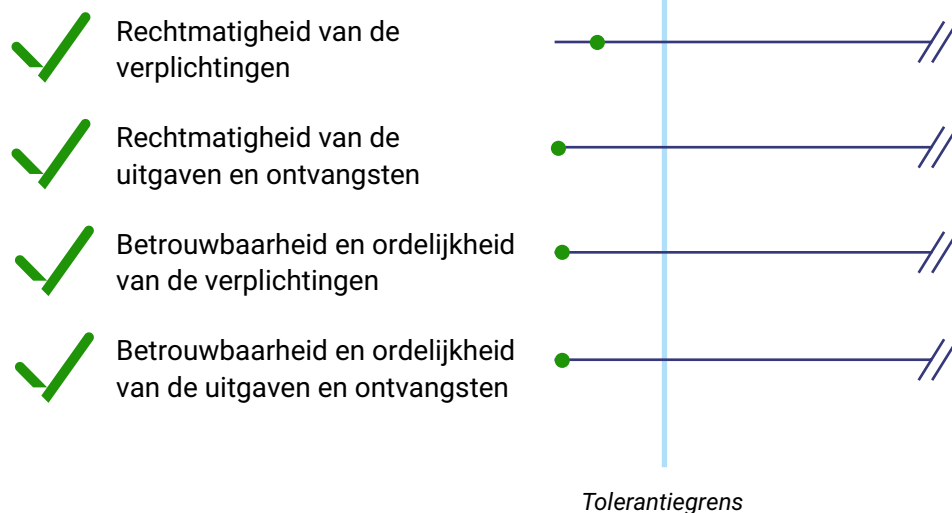 Rechtmatigheid van de
verplichtingen
Rechtmatigheid van de
uitgaven en ontvangsten
Betrouwbaarheid en ordelijkheid
van de verplichtingen
Betrouwbaarheid en ordelijkheid
van de uitgaven en ontvangsten
Tolerantiegrens